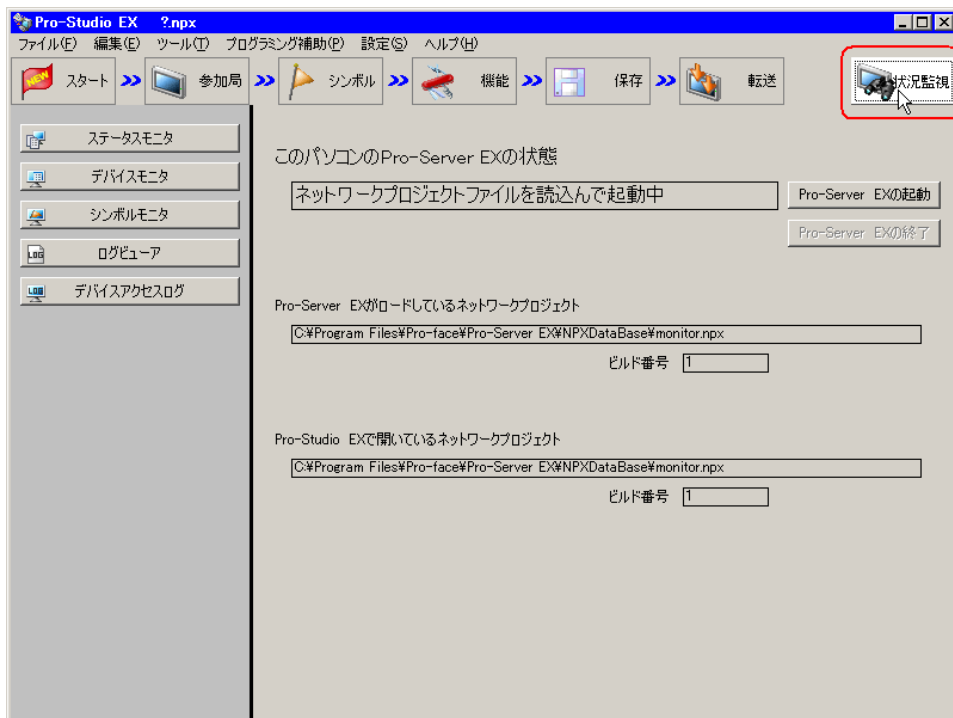 Pro-Studio EX ?.npx
ファイル(F) 編集(E) ツール(T) プログラミング補助(P) 設定(S) ヘルプ(H)
NEW スタート 参加局 シンボル 機能 保存 転送 状況監視
ステータスモニタ
デバイスモニタ
シンボルモニタ
LOG ログビューア
LOG デバイスアクセスログ
このパソコンのPro-Server EXの状態
ネットワークプロジェクトファイルを読込んで起動中
Pro-Server EXの起動
Pro-Server EXの終了
Pro-Server EXがロードしているネットワークプロジェクト
C:¥Program Files¥Pro-face¥Pro-Server EX¥NPXDataBase¥monitor.npx
ビルド番号 1
Pro-Studio EXで開いているネットワークプロジェクト
C:¥Program Files¥Pro-face¥Pro-Server EX¥NPXDataBase¥monitor.npx
ビルド番号 1